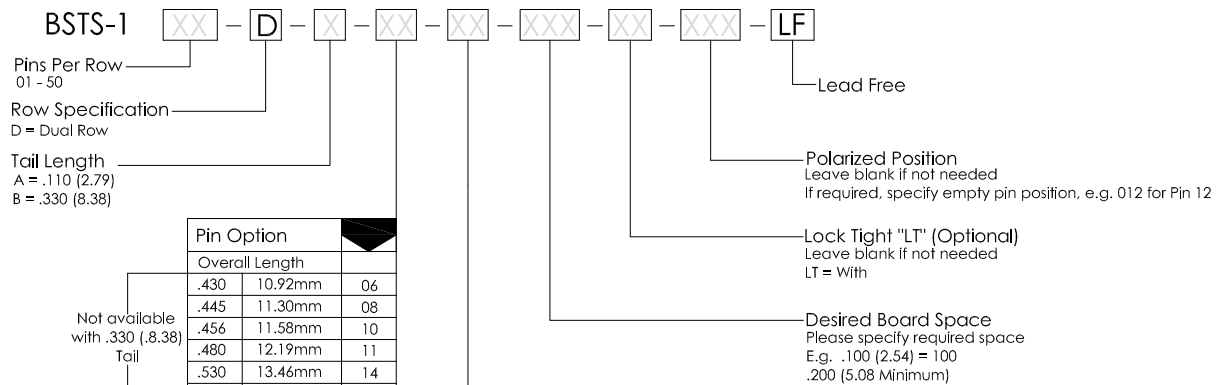 BSTS-1 XX - D - X - XX - XX - XXX - XX - XXX - LF
Pins Per Row
01 - 50
Row Specification
D = Dual Row
Tail Length
A = .110 (2.79)
B = .330 (8.38)
Pin Option
Overall Length
.430 10.92mm 06
.445 11.30mm 08
.456 11.58mm 10
.480 12.19mm 11
.530 13.46mm 14
Not available
with .330 (.8.38)
Tail
Lead Free
Polarized Position
Leave blank if not needed
If required, specify empty pin position, e.g. 012 for Pin 12
Lock Tight "LT" (Optional)
Leave blank if not needed
LT = With
Desired Board Space
Please specify required space
E.g. .100 (2.54) = 100
.200 (5.08 Minimum)